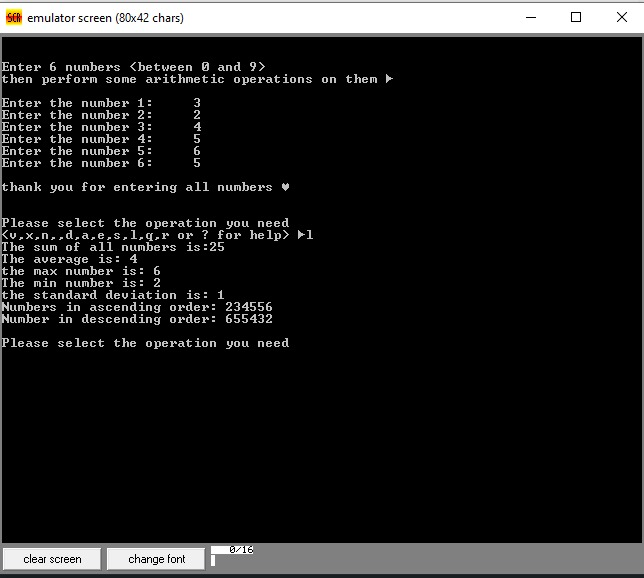 SCR emulator screen (80x42 chars)
Enter 6 numbers <between 0 and 9>
then perform some arithmetic operations on them ►
Enter the number 1: 3
Enter the number 2: 2
Enter the number 3: 4
Enter the number 4: 5
Enter the number 5: 6
Enter the number 6: 5
thank you for entering all numbers ♥
Please select the operation you need
<v,x,n,,d,a,e,s,l,q,r or ? for help> ►l
The sum of all numbers is:25
The average is: 4
the max number is: 6
The min number is: 2
the standard deviation is: 1
Numbers in ascending order: 234556
Number in descending order: 655432
Please select the operation you need
clear screen change font 0/16